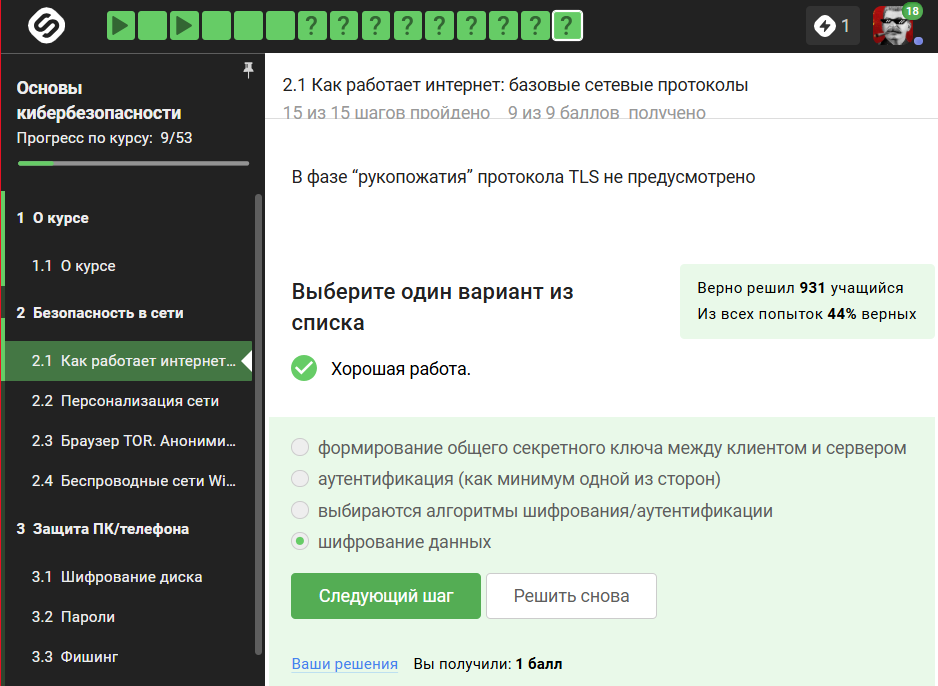 ? ? ? ? ? ? ? ? ?
1
18
Основы
кибербезопасности
Прогресс по курсу: 9/53
1 О курсе
1.1 О курсе
2 Безопасность в сети
2.1 Как работает интернет...
2.2 Персонализация сети
2.3 Браузер TOR. Аноними...
2.4 Беспроводные сети Wi...
3 Защита ПК/телефона
3.1 Шифрование диска
3.2 Пароли
3.3 Фишинг
2.1 Как работает интернет: базовые сетевые протоколы
15 из 15 шагов пройдено 9 из 9 баллов получено
В фазе “рукопожатия” протокола TLS не предусмотрено
Выберите один вариант из
списка
Верно решил 931 учащийся
Из всех попыток 44% верных
Хорошая работа.
формирование общего секретного ключа между клиентом и сервером
аутентификация (как минимум одной из сторон)
выбираются алгоритмы шифрования/аутентификации
шифрование данных
Следующий шаг
Решить снова
Ваши решения Вы получили: 1 балл